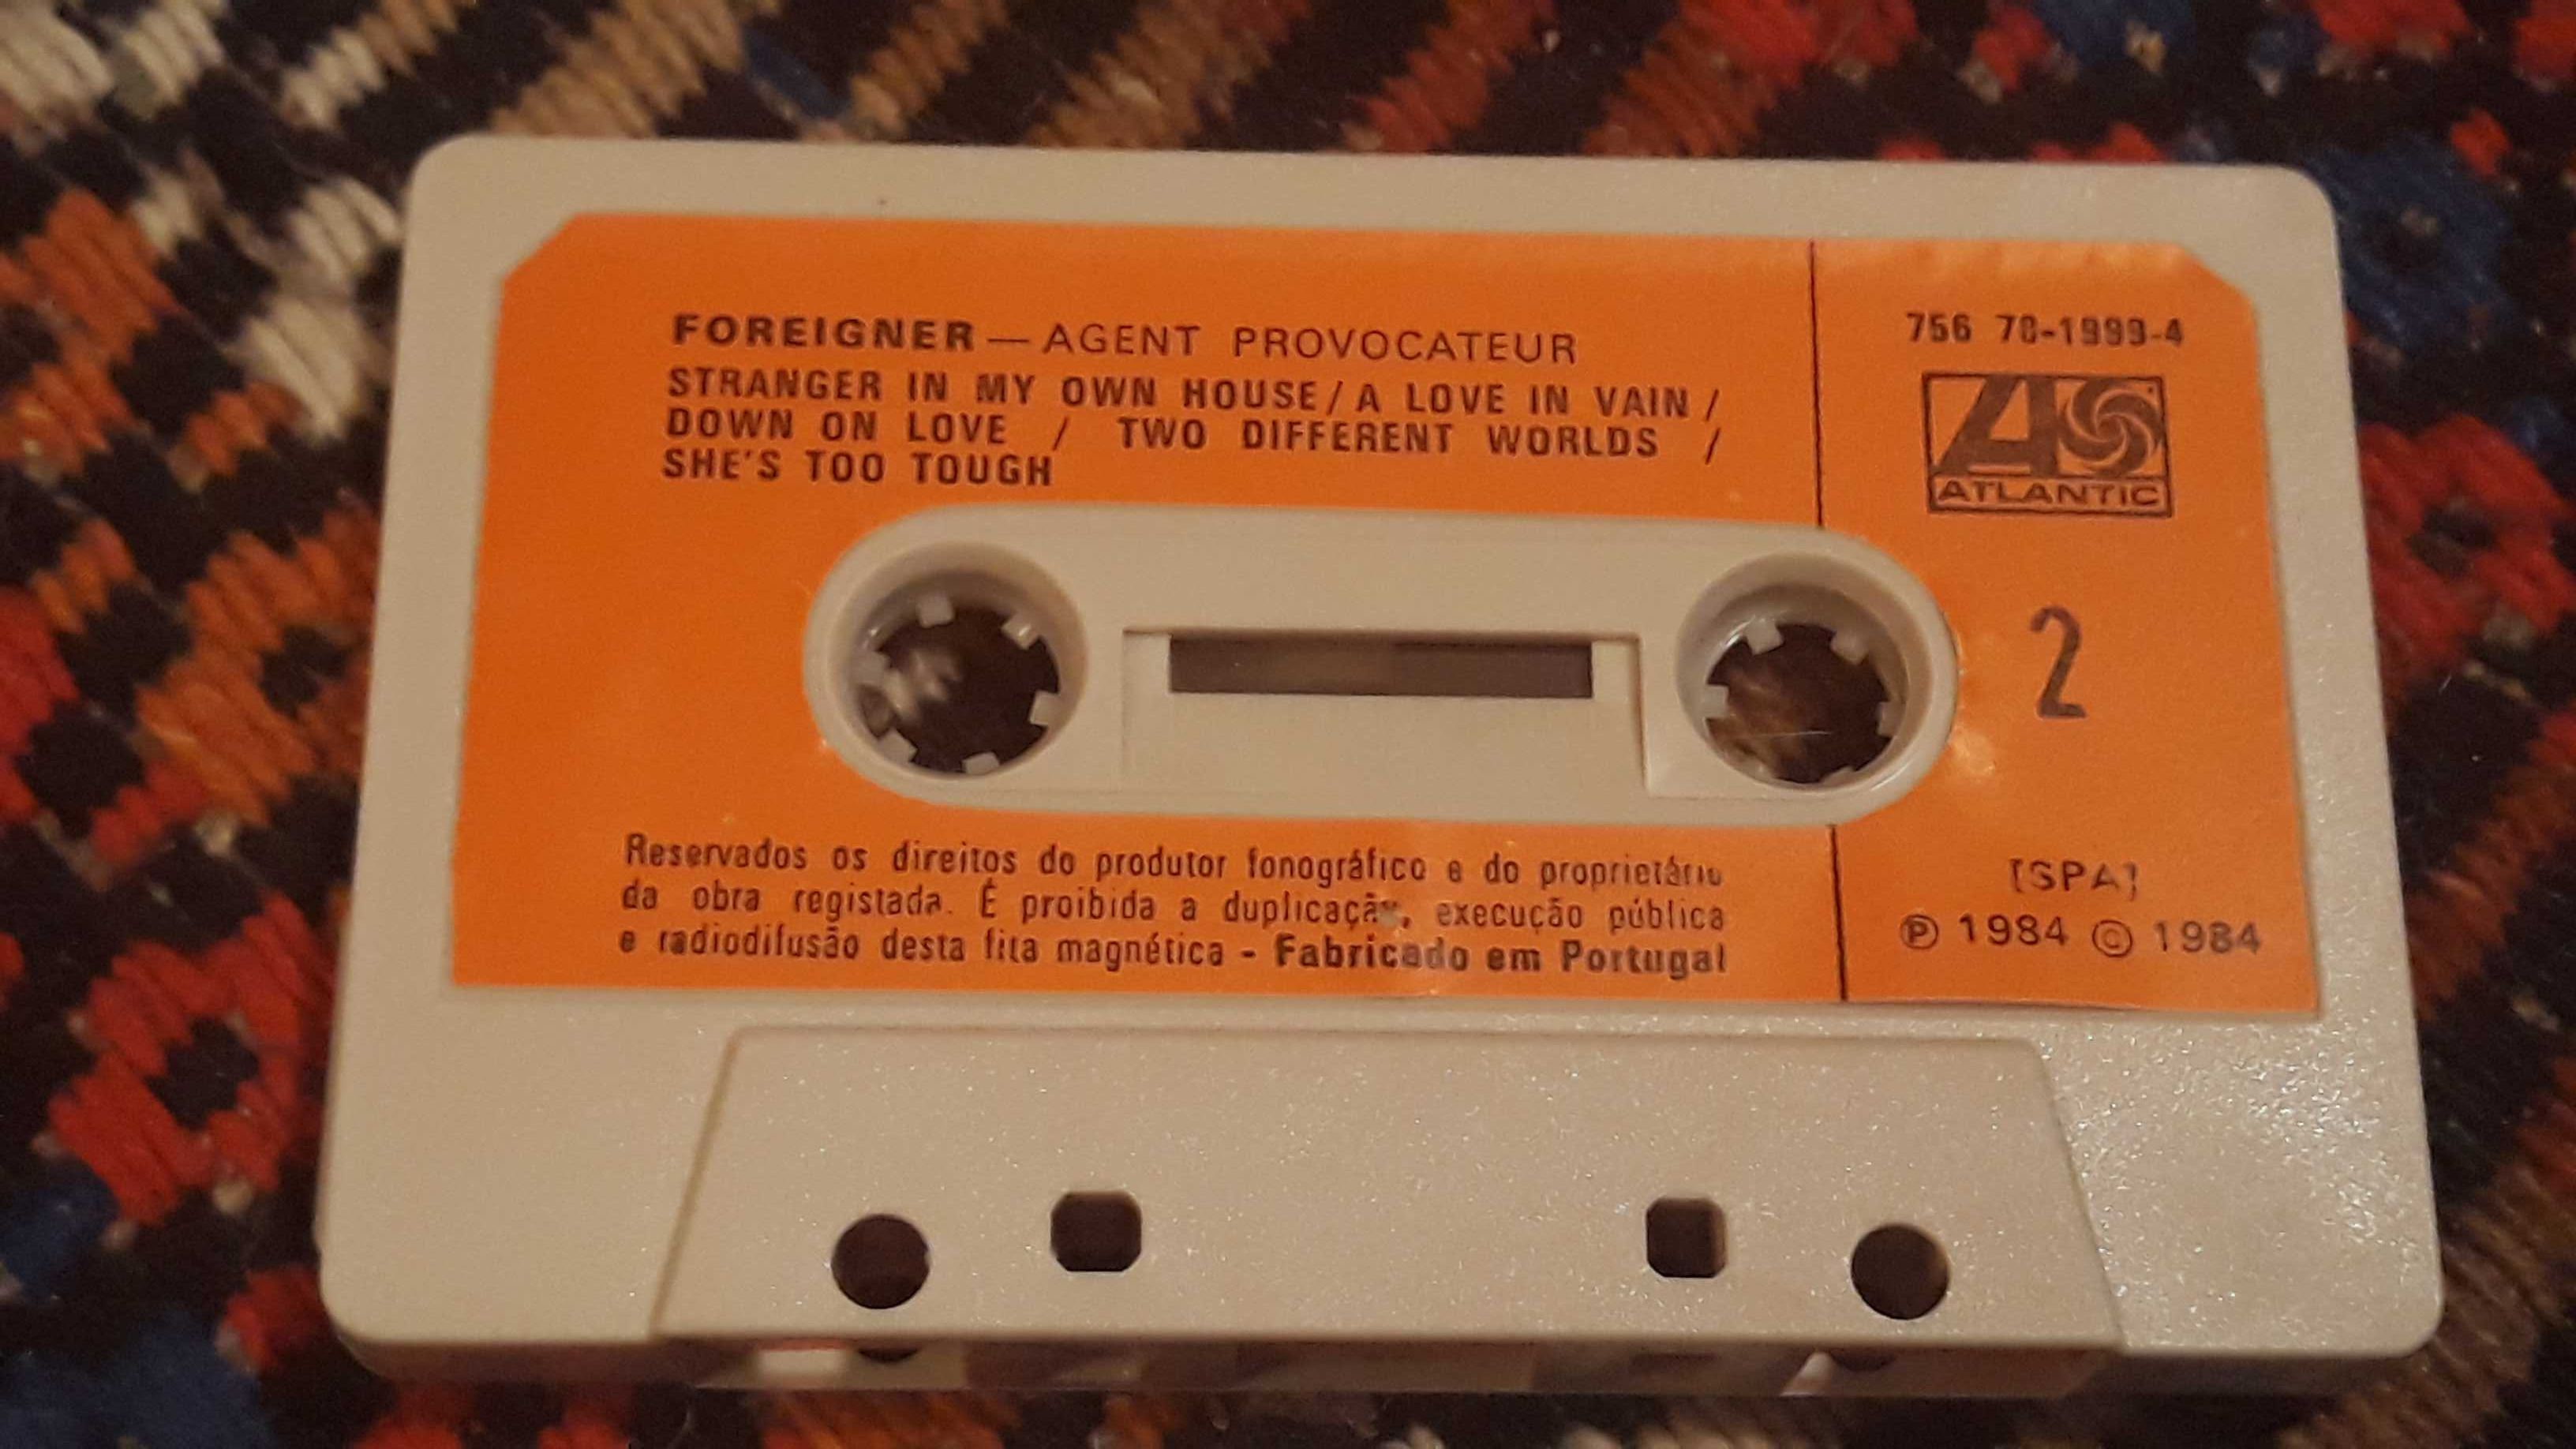 FOREIGNER — AGENT PROVOCATEUR
STRANGER IN MY OWN HOUSE / A LOVE IN VAIN /
DOWN ON LOVE / TWO DIFFERENT WORLDS /
SHE'S TOO TOUGH
756 78-1999-4
ATLANTIC
2
Reservados os direitos do produtor fonográfico e do proprietário
da obra registada. É proibida a duplicação, execução pública
e radiodifusão desta fita magnética - Fabricado em Portugal
[SPA]
Ⓟ 1984 © 1984